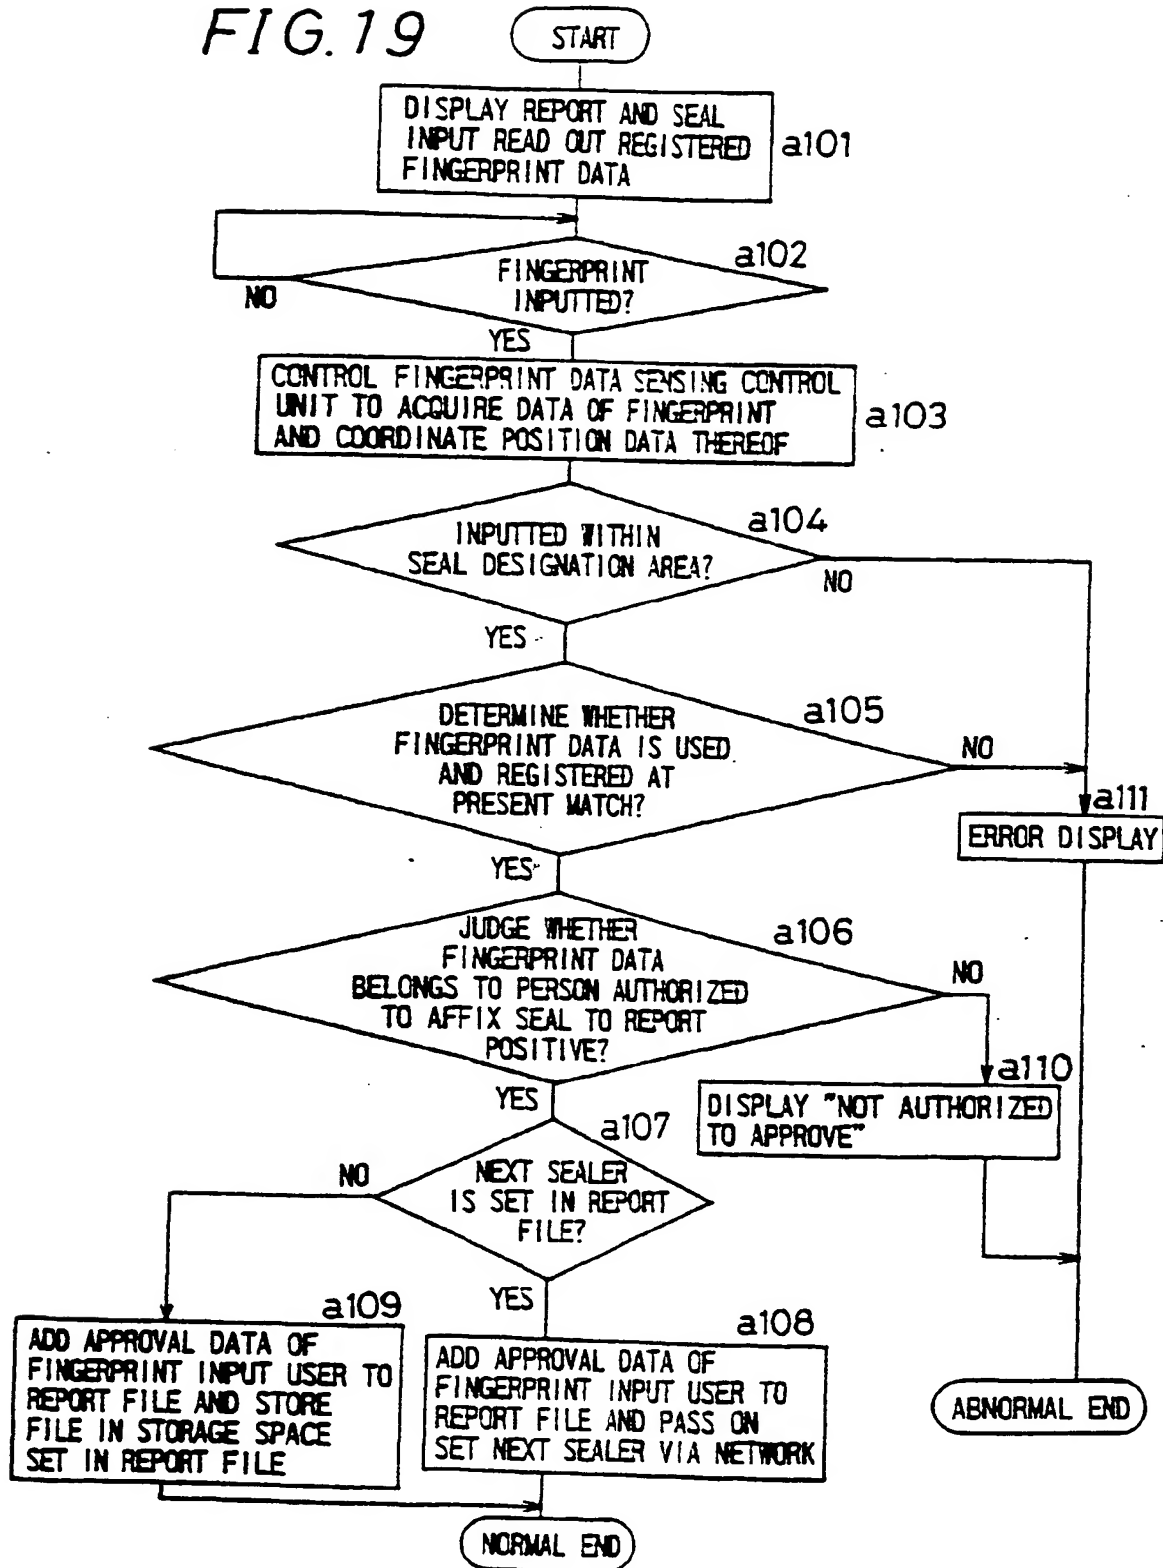 FIG.19
START
DISPLAY REPORT AND SEAL
INPUT READ OUT REGISTERED
FINGERPRINT DATA
a101
a102
FINGERPRINT
INPUTTED?
NO
YES
CONTROL FINGERPRINT DATA SENSING CONTROL
UNIT TO ACQUIRE DATA OF FINGERPRINT
AND COORDINATE POSITION DATA THEREOF
a103
a104
INPUTTED WITHIN
SEAL DESIGNATION AREA?
NO
YES
a105
DETERMINE WHETHER
FINGERPRINT DATA IS USED
AND REGISTERED AT
PRESENT MATCH?
NO
YES
a111
ERROR DISPLAY
a106
JUDGE WHETHER
FINGERPRINT DATA
BELONGS TO PERSON AUTHORIZED
TO AFFIX SEAL TO REPORT
POSITIVE?
NO
YES
a110
DISPLAY "NOT AUTHORIZED
TO APPROVE"
a107
NEXT SEALER
IS SET IN REPORT
FILE?
NO
YES
a109
ADD APPROVAL DATA OF
FINGERPRINT INPUT USER TO
REPORT FILE AND STORE
FILE IN STORAGE SPACE
SET IN REPORT FILE
a108
ADD APPROVAL DATA OF
FINGERPRINT INPUT USER TO
REPORT FILE AND PASS ON
SET NEXT SEALER VIA NETWORK
ABNORMAL END
NORMAL END